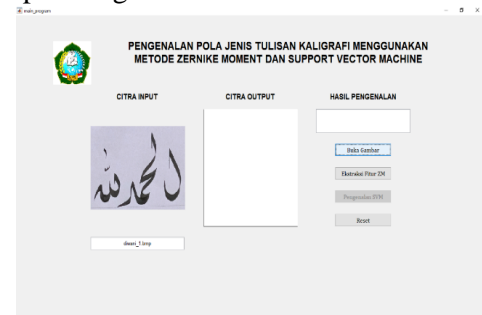 main_program
PENGENALAN POLA JENIS TULISAN KALIGRAFI MENGGUNAKAN
METODE ZERNIKE MOMENT DAN SUPPORT VECTOR MACHINE
CITRA INPUT
CITRA OUTPUT
HASIL PENGENALAN
الحمد لله
diwani_1.bmp
Buka Gambar
Ekstraksi Fitur ZM
Pengenalan SVM
Reset